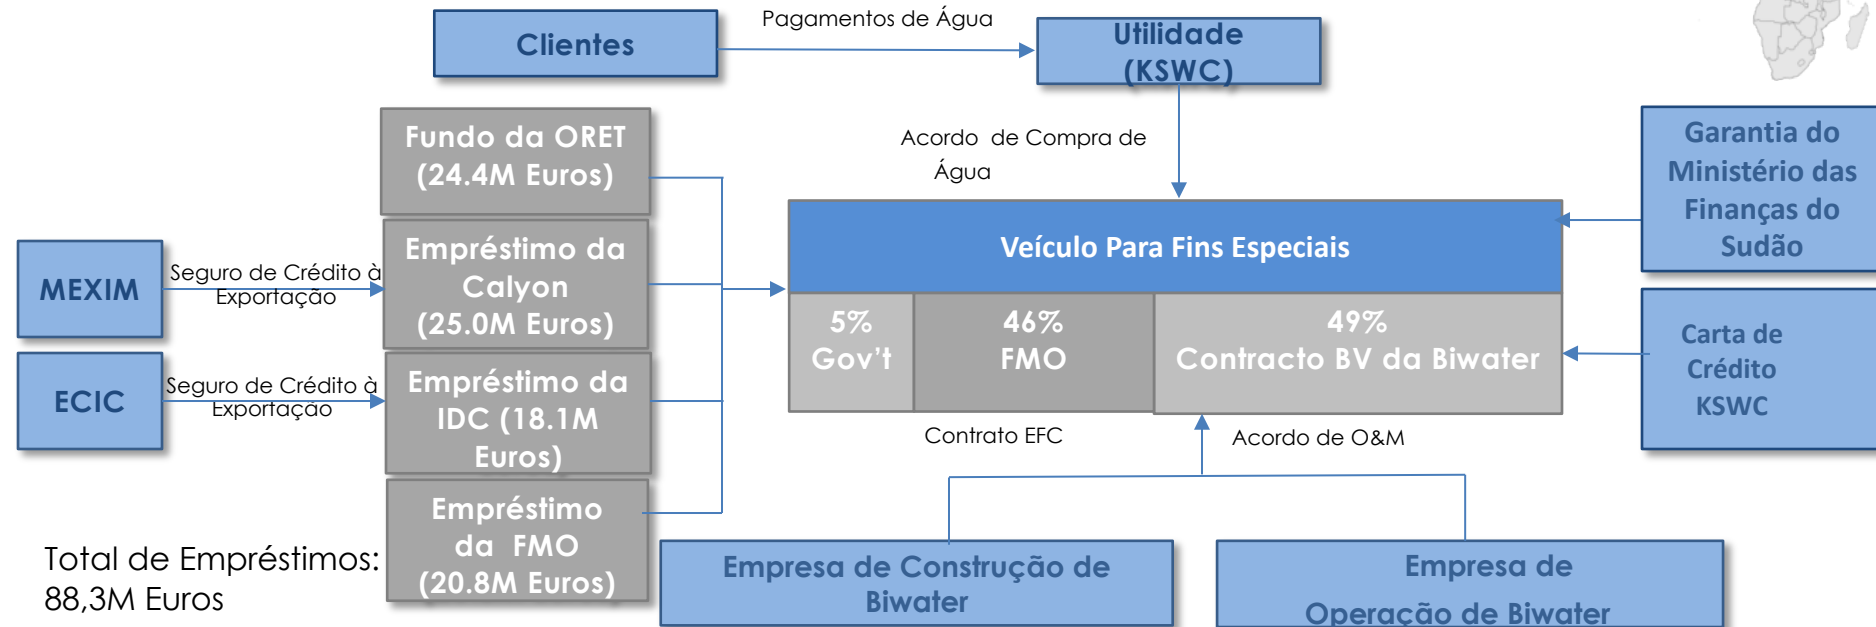 Pagamentos de Água
Clientes
Utilidade
(KSWC)
Fundo da ORET
(24.4M Euros)
Acordo de Compra de
Água
Garantia do
Ministério das
Finanças do
Sudão
Empréstimo da
Calyon
(25.0M Euros)
Veículo Para Fins Especiais
MEXIM
Seguro de Crédito à
Exportação
5%
Gov't
46%
FMO
49%
Contracto BV da Biwater
Carta de
Crédito
KSWC
ECIC
Seguro de Crédito à
Exportação
Empréstimo da
IDC (18.1M
Euros)
Contrato EFC
Acordo de O&M
Empréstimo
da FMO
(20.8M Euros)
Total de Empréstimos:
88,3M Euros
Empresa de Construção de
Biwater
Empresa de
Operação de Biwater